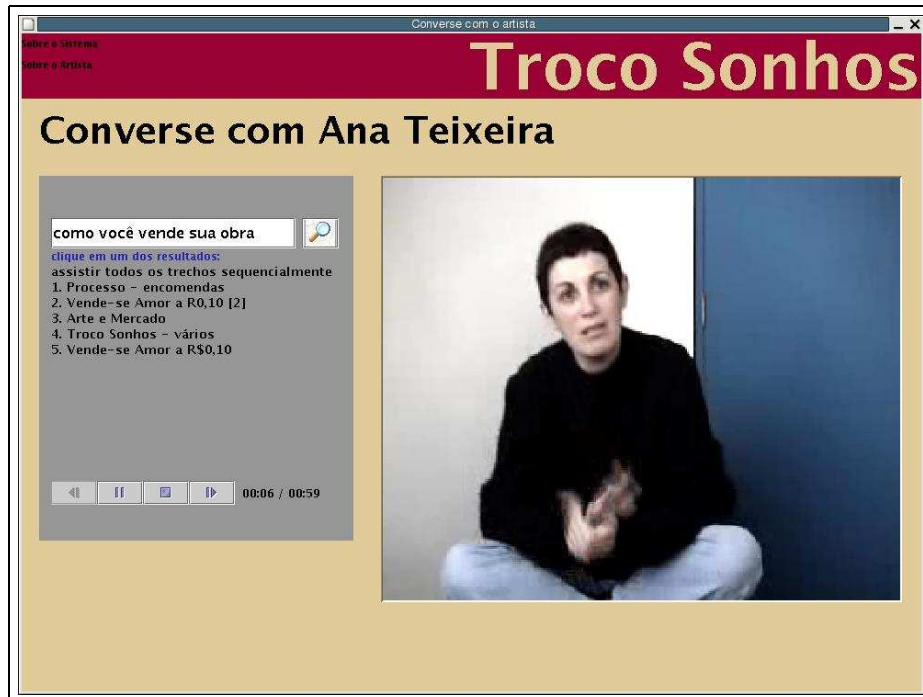 Converse com o artista
Sobre o Sistema
Sobre o Artista
Troco Sonhos
Converse com Ana Teixeira
como você vende sua obra
clique em um dos resultados:
assistir todos os trechos sequencialmente
1. Processo - encomendas
2. Vende-se Amor a R0,10 [2]
3. Arte e Mercado
4. Troco Sonhos - vários
5. Vende-se Amor a R$0,10
00:06 / 00:59